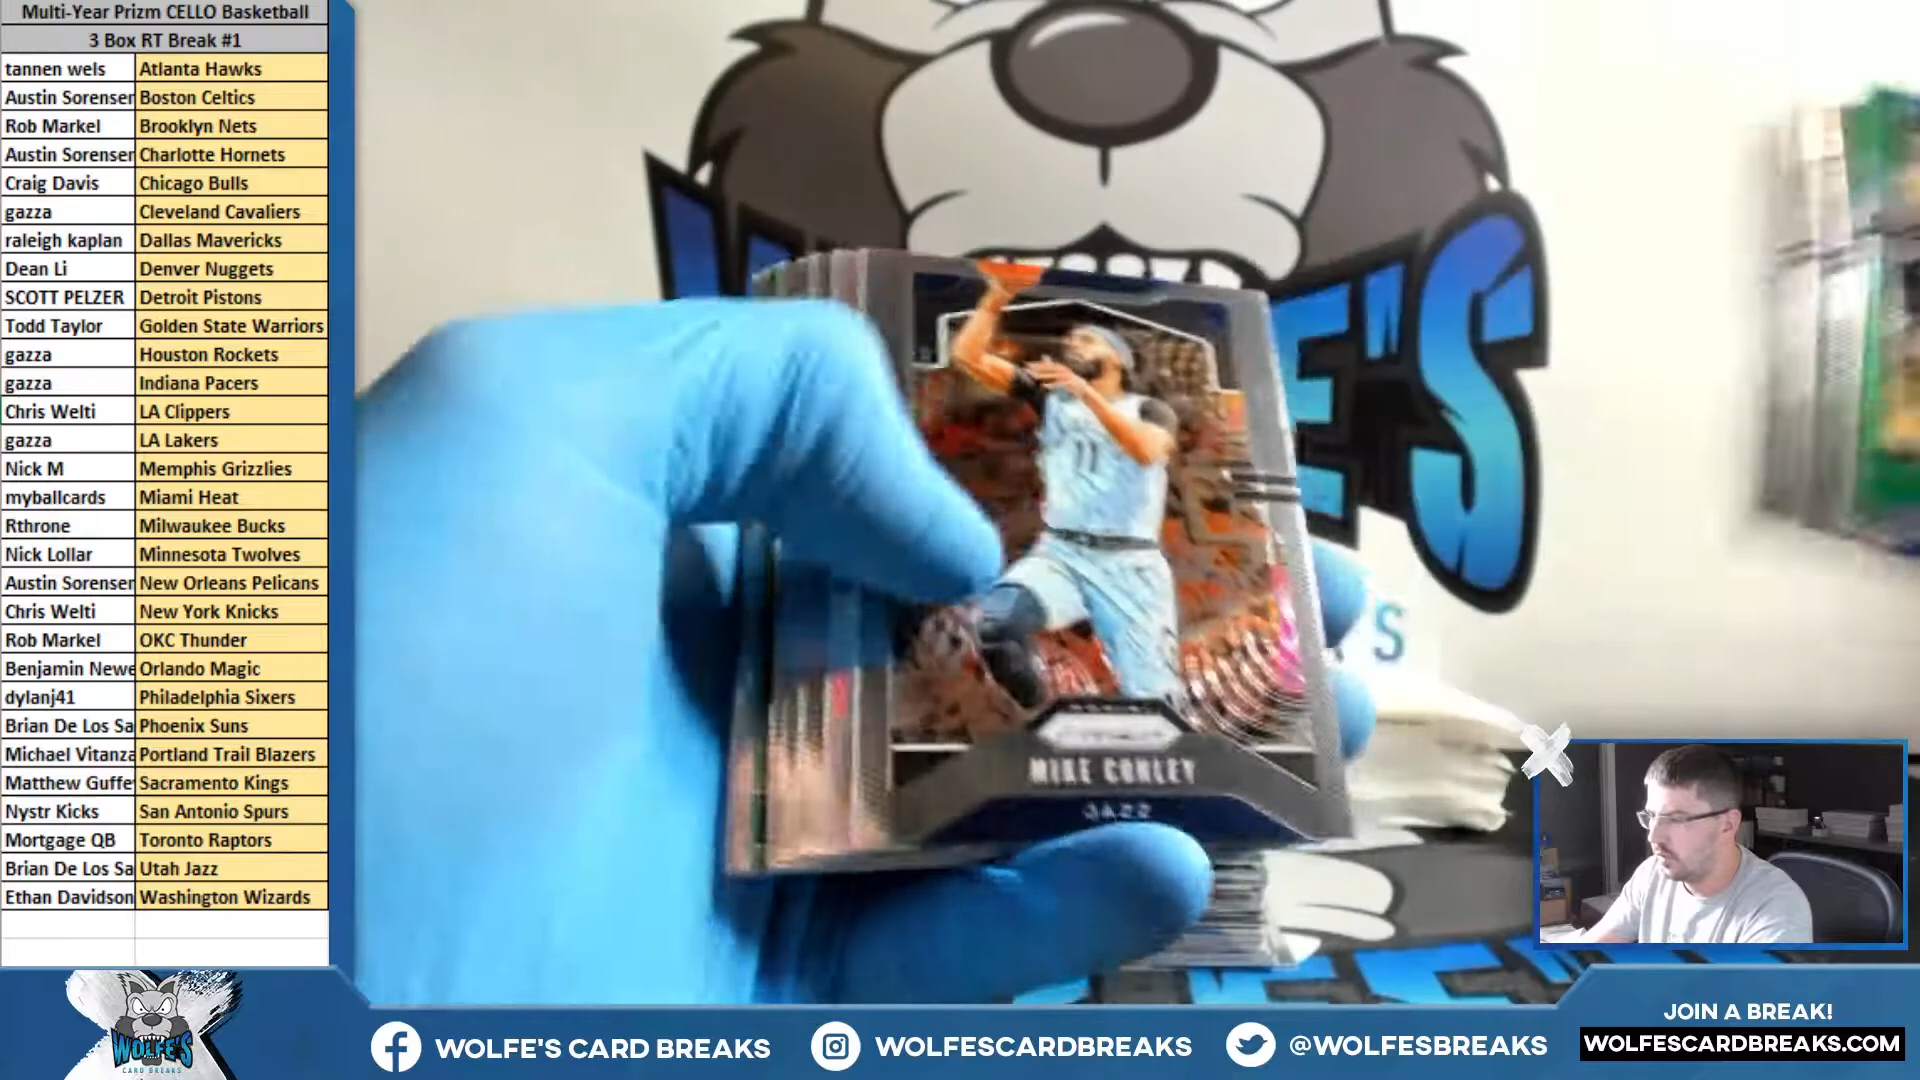 Multi-Year Prizm CELLO Basketball
3 Box RT Break #1
tannen wels Atlanta Hawks
Austin Sorenser Boston Celtics
Rob Markel Brooklyn Nets
Austin Sorenser Charlotte Hornets
Craig Davis Chicago Bulls
gazza Cleveland Cavaliers
raleigh kaplan Dallas Mavericks
Dean Li Denver Nuggets
SCOTT PELZER Detroit Pistons
Todd Taylor Golden State Warriors
gazza Houston Rockets
gazza Indiana Pacers
Chris Welti LA Clippers
gazza LA Lakers
Nick M Memphis Grizzlies
myballcards Miami Heat
Rthrone Milwaukee Bucks
Nick Lollar Minnesota Twolves
Austin Sorenser New Orleans Pelicans
Chris Welti New York Knicks
Rob Markel OKC Thunder
Benjamin Newe Orlando Magic
dylanj41 Philadelphia Sixers
Brian De Los Sa Phoenix Suns
Michael Vitanza Portland Trail Blazers
Matthew Guffey Sacramento Kings
Nystr Kicks San Antonio Spurs
Mortgage QB Toronto Raptors
Brian De Los Sa Utah Jazz
Ethan Davidson Washington Wizards
11
MIKE CONLEY
JAZZ
WOLFE'S
CARD BREAKS
WOLFE'S CARD BREAKS
WOLFESCARDBREAKS
@WOLFESBREAKS
JOIN A BREAK!
WOLFESCARDBREAKS.COM